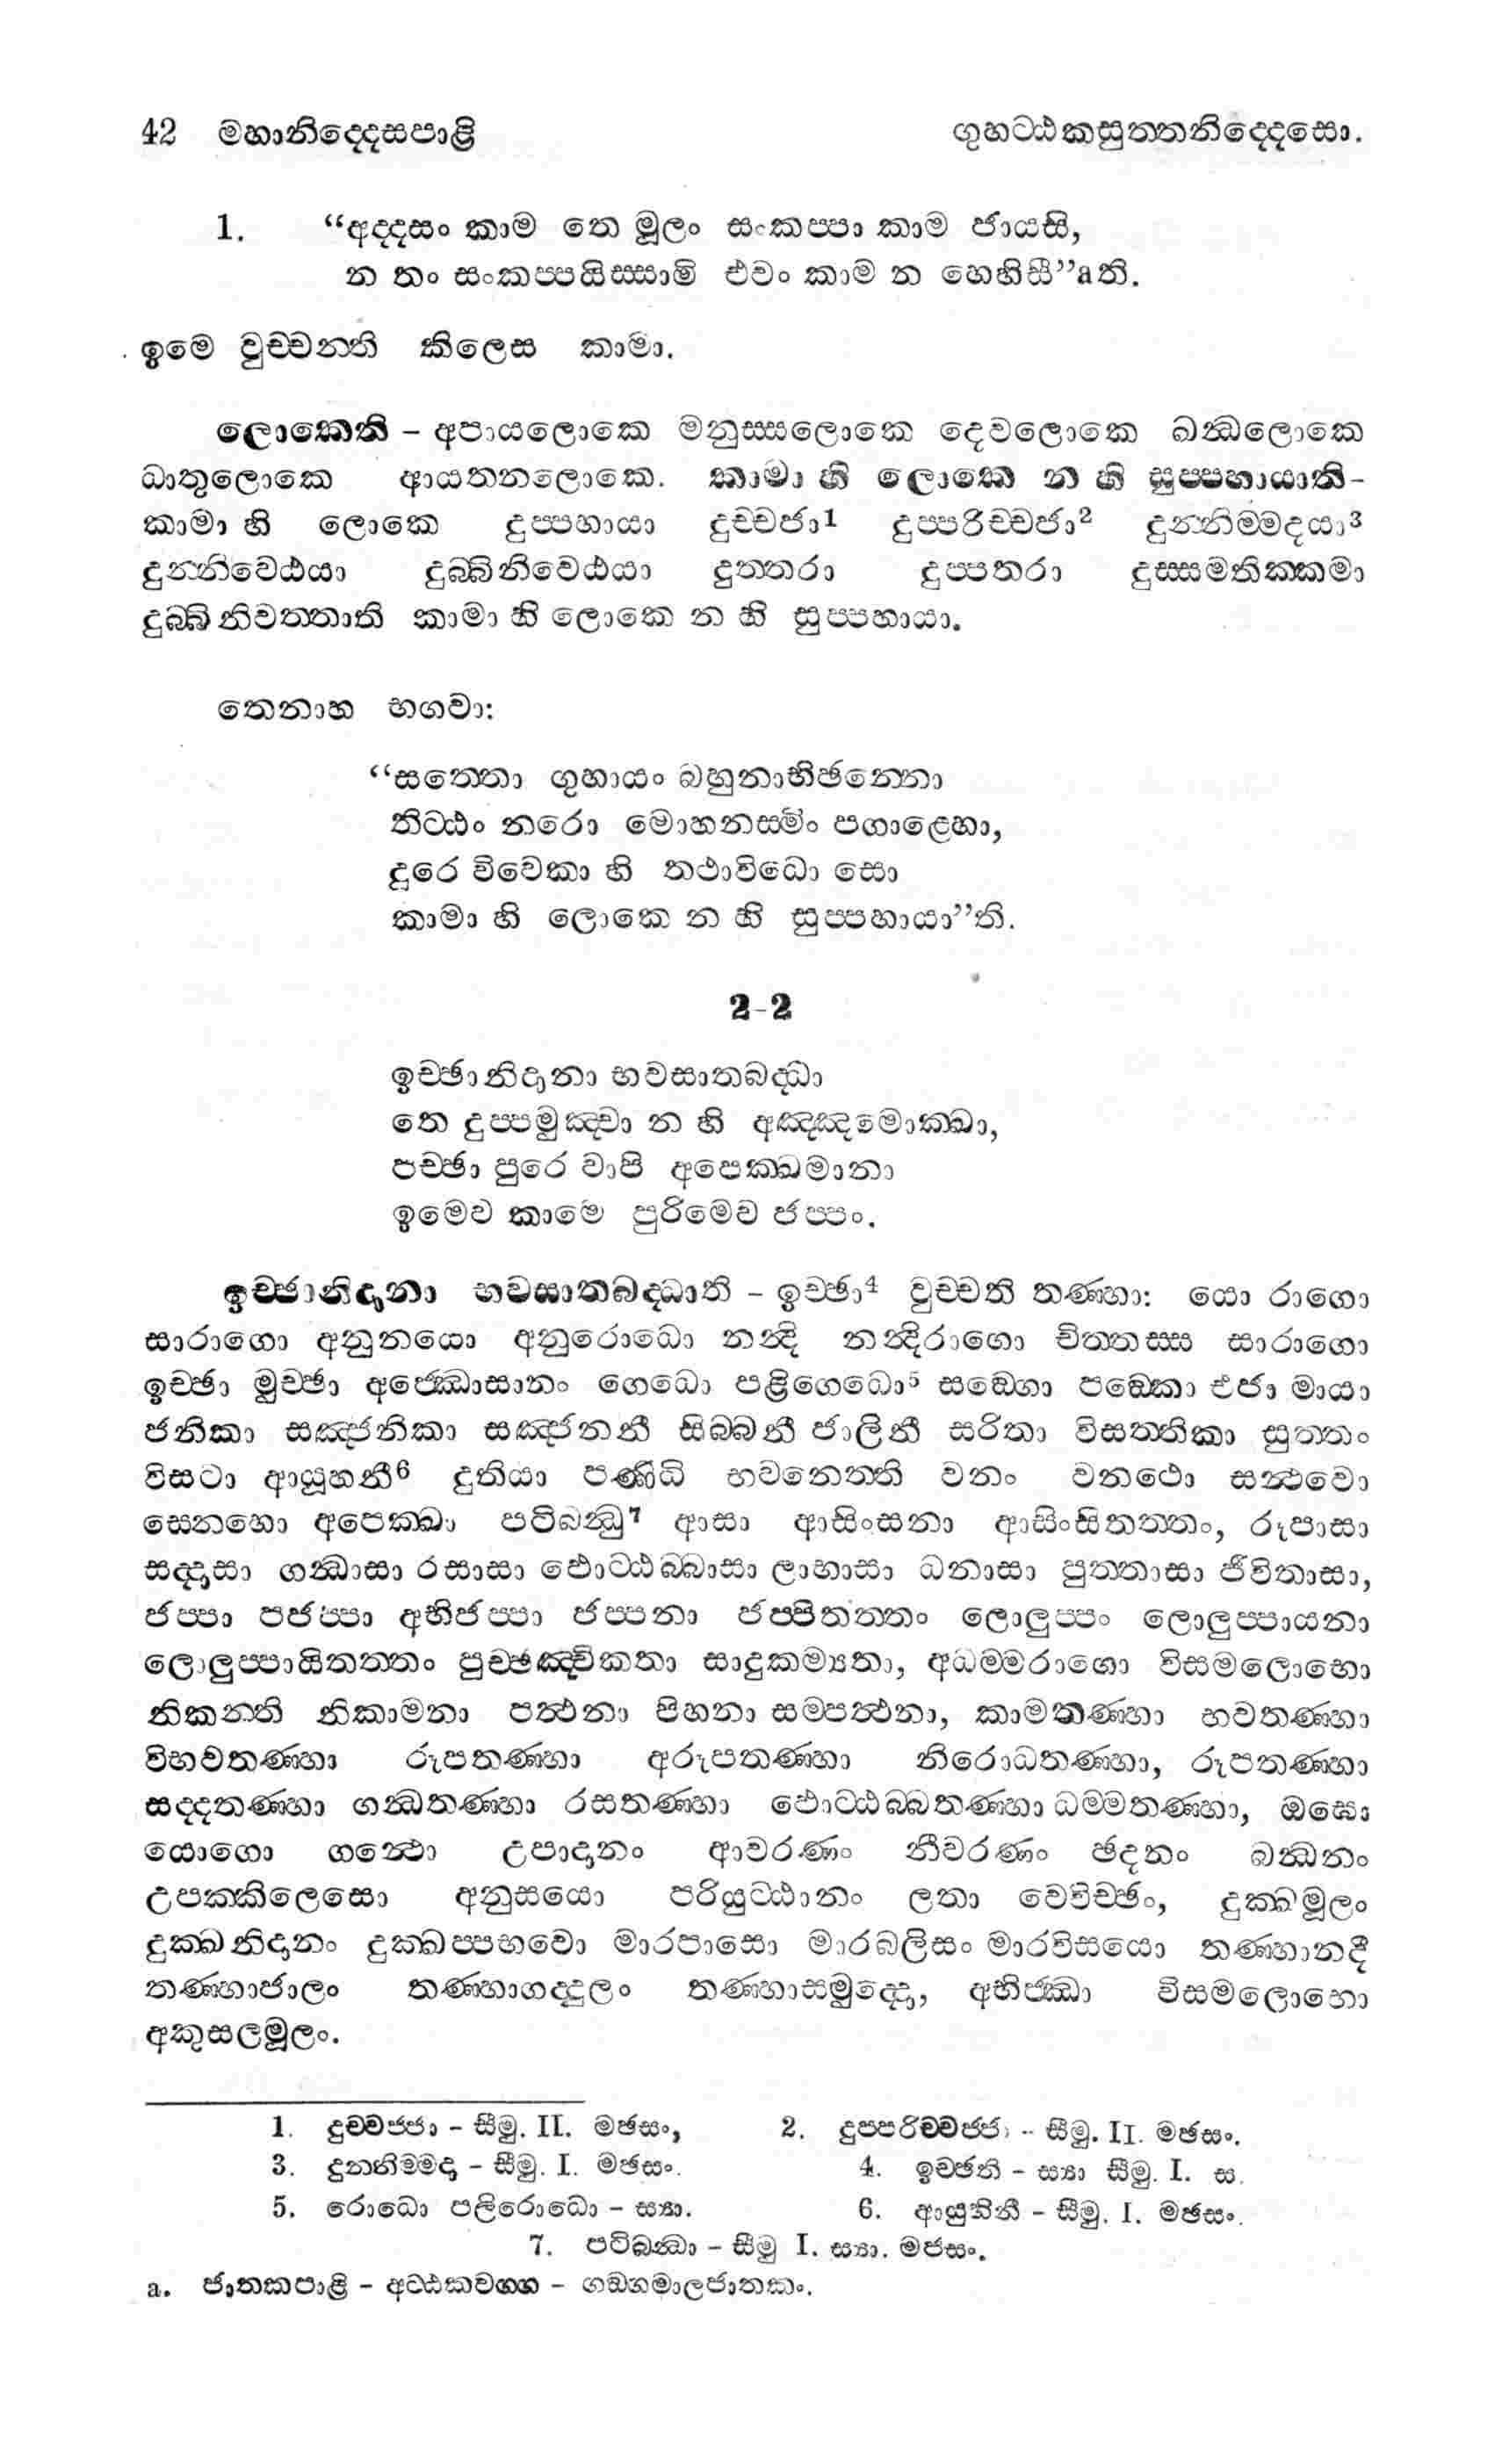 42 මහානිද්දෙසපාළි ගුහට්ඨකසුත්තනිද්දෙසො.
1. “අද්දසං කාම තෙ මූලං සංකප්පා කාම ජායසි,
න තං සංකප්පයිස්සාමි එවං කාම න හෙහිසී”aති.
ඉමෙ වුච්චන්ති කිලෙස කාමා.
ලොකෙති – අපායලොකෙ මනුස්සලොකෙ දෙවලොකෙ ඛන්ධලොකෙ
ධාතුලොකෙ ආයතනලොකෙ. කාමා හි ලොකෙ න හි සුප්පහායාති–
කාමා හි ලොකෙ දුප්පහායා දුච්චජා1 දුප්පරිච්චජා2 දුන්නිම්මදයා3
දුන්නිවෙඨයා දුබ්බිනිවෙඨයා දුත්තරා දුප්පතරා දුස්සමතික්කමා
දුබ්බිනිවත්තාති කාමා හි ලොකෙ න හි සුප්පහායා.
තෙනාහ භගවා:
“සත්තො ගුහායං බහුනාභිඡන්නො
තිට්ඨං නරො මොහනස්මිං පගාළ්හො,
දූරෙ විවෙකා හි තථාවිධො සො
කාමා හි ලොකෙ න හි සුප්පහායා”ති.
2-2
ඉච්ඡානිදානා භවසාතබද්ධා
තෙ දුප්පමුඤ්චා න හි අඤ්ඤමොක්ඛා,
පච්ඡා පුරෙ වාපි අපෙක්ඛමානා
ඉමෙව කාමෙ පුරිමෙව ජප්පං.
ඉච්ඡානිදානා භවසාතබද්ධාති – ඉච්ඡා4 වුච්චති තණ්හා: යො රාගො
සාරාගො අනුනයො අනුරොධො නන්දි නන්දිරාගො චිත්තස්ස සාරාගො
ඉච්ඡා මුච්ඡා අජ්ඣොසානං ගෙධො පළිගෙධො5 සඞ්ගො පඞ්කො එජා මායා
ජනිකා සඤ්ජනිකා සඤ්ජනනී සිබ්බනී ජාලිනී සරිතා විසත්තිකා සුත්තං
විසටා ආයූහනී6 දුතියා පණිධි භවනෙත්ති වනං වනථො සන්ථවො
සෙනහො අපෙක්ඛා පටිබන්ධු7 ආසා ආසිංසනා ආසිංසිතත්තං, රූපාසා
සද්දාසා ගන්ධාසා රසාසා ඵොට්ඨබ්බාසා ලාභාසා ධනාසා පුත්තාසා ජීවිතාසා,
ජප්පා පජප්පා අභිජප්පා ජප්පනා ජප්පිතත්තං ලොලුප්පං ලොලුප්පායනා
ලොලුප්පායිතත්තං පුච්ඡඤ්චිකතා සාදුකම්‍යතා, අධම්මරාගො විසමලොභො
නිකන්ති නිකාමනා පත්ථනා පිහනා සම්පත්ථනා, කාමතණ්හා භවතණ්හා
විභවතණ්හා රූපතණ්හා අරූපතණ්හා නිරොධතණ්හා, රූපතණ්හා
සද්දතණ්හා ගන්ධතණ්හා රසතණ්හා ඵොට්ඨබ්බතණ්හා ධම්මතණ්හා, ඔඝො
යොගො ගන්ථො උපාදානං ආවරණං නීවරණං ඡදනං බන්ධනං
උපක්කිලෙසො අනුසයො පරියුට්ඨානං ලතා වෙවිච්ඡං, දුක්ඛමූලං
දුක්ඛනිදානං දුක්ඛප්පභවො මාරපාසො මාරබලිසං මාරවිසයො තණ්හානදී
තණ්හාජාලං තණ්හාගද්දුලං තණ්හාසමුද්දො, අභිජ්ඣා විසමලොභො
අකුසලමූලං.
1. දුච්චජ්ජා – සීමු. II. මඡසං, 2. දුප්පරිච්චජ්ජා – සීමු. II. මඡසං.
3. දුන්නිම්මදා – සීමු. I. මඡසං. 4. ඉච්ඡති – ස්‍යා සීමු. I. ස.
5. රොධො පලිරොධො – ස්‍යා. 6. ආයුහිනී – සීමු. I. මඡසං.
7. පටිබන්ධා – සීමු I. ස්‍යා. මජසං.
a. ජාතකපාළි – අට්ඨකවග්ග – ගඞ්ගමාලජාතකං.